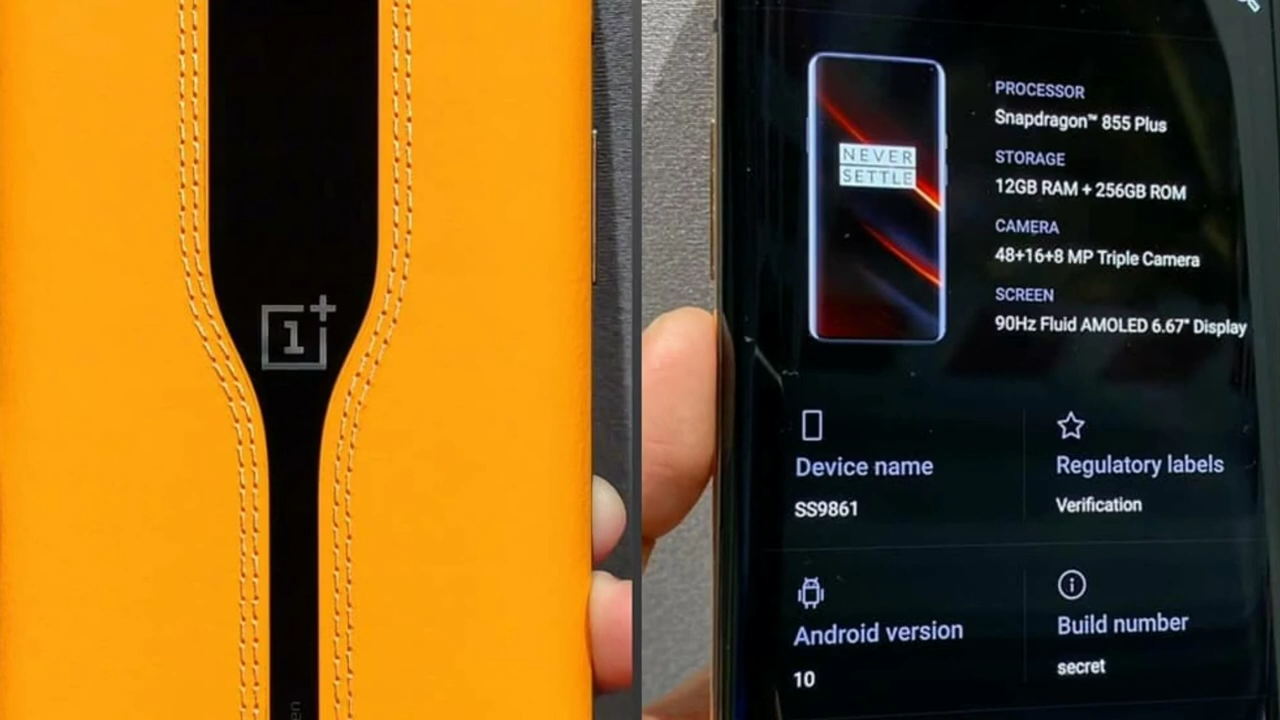 1+
en
NEVER
SETTLE
PROCESSOR
Snapdragon™ 855 Plus
STORAGE
12GB RAM + 256GB ROM
CAMERA
48+16+8 MP Triple Camera
SCREEN
90Hz Fluid AMOLED 6.67" Display
Device name
SS9861
Regulatory labels
Verification
Android version
10
Build number
secret